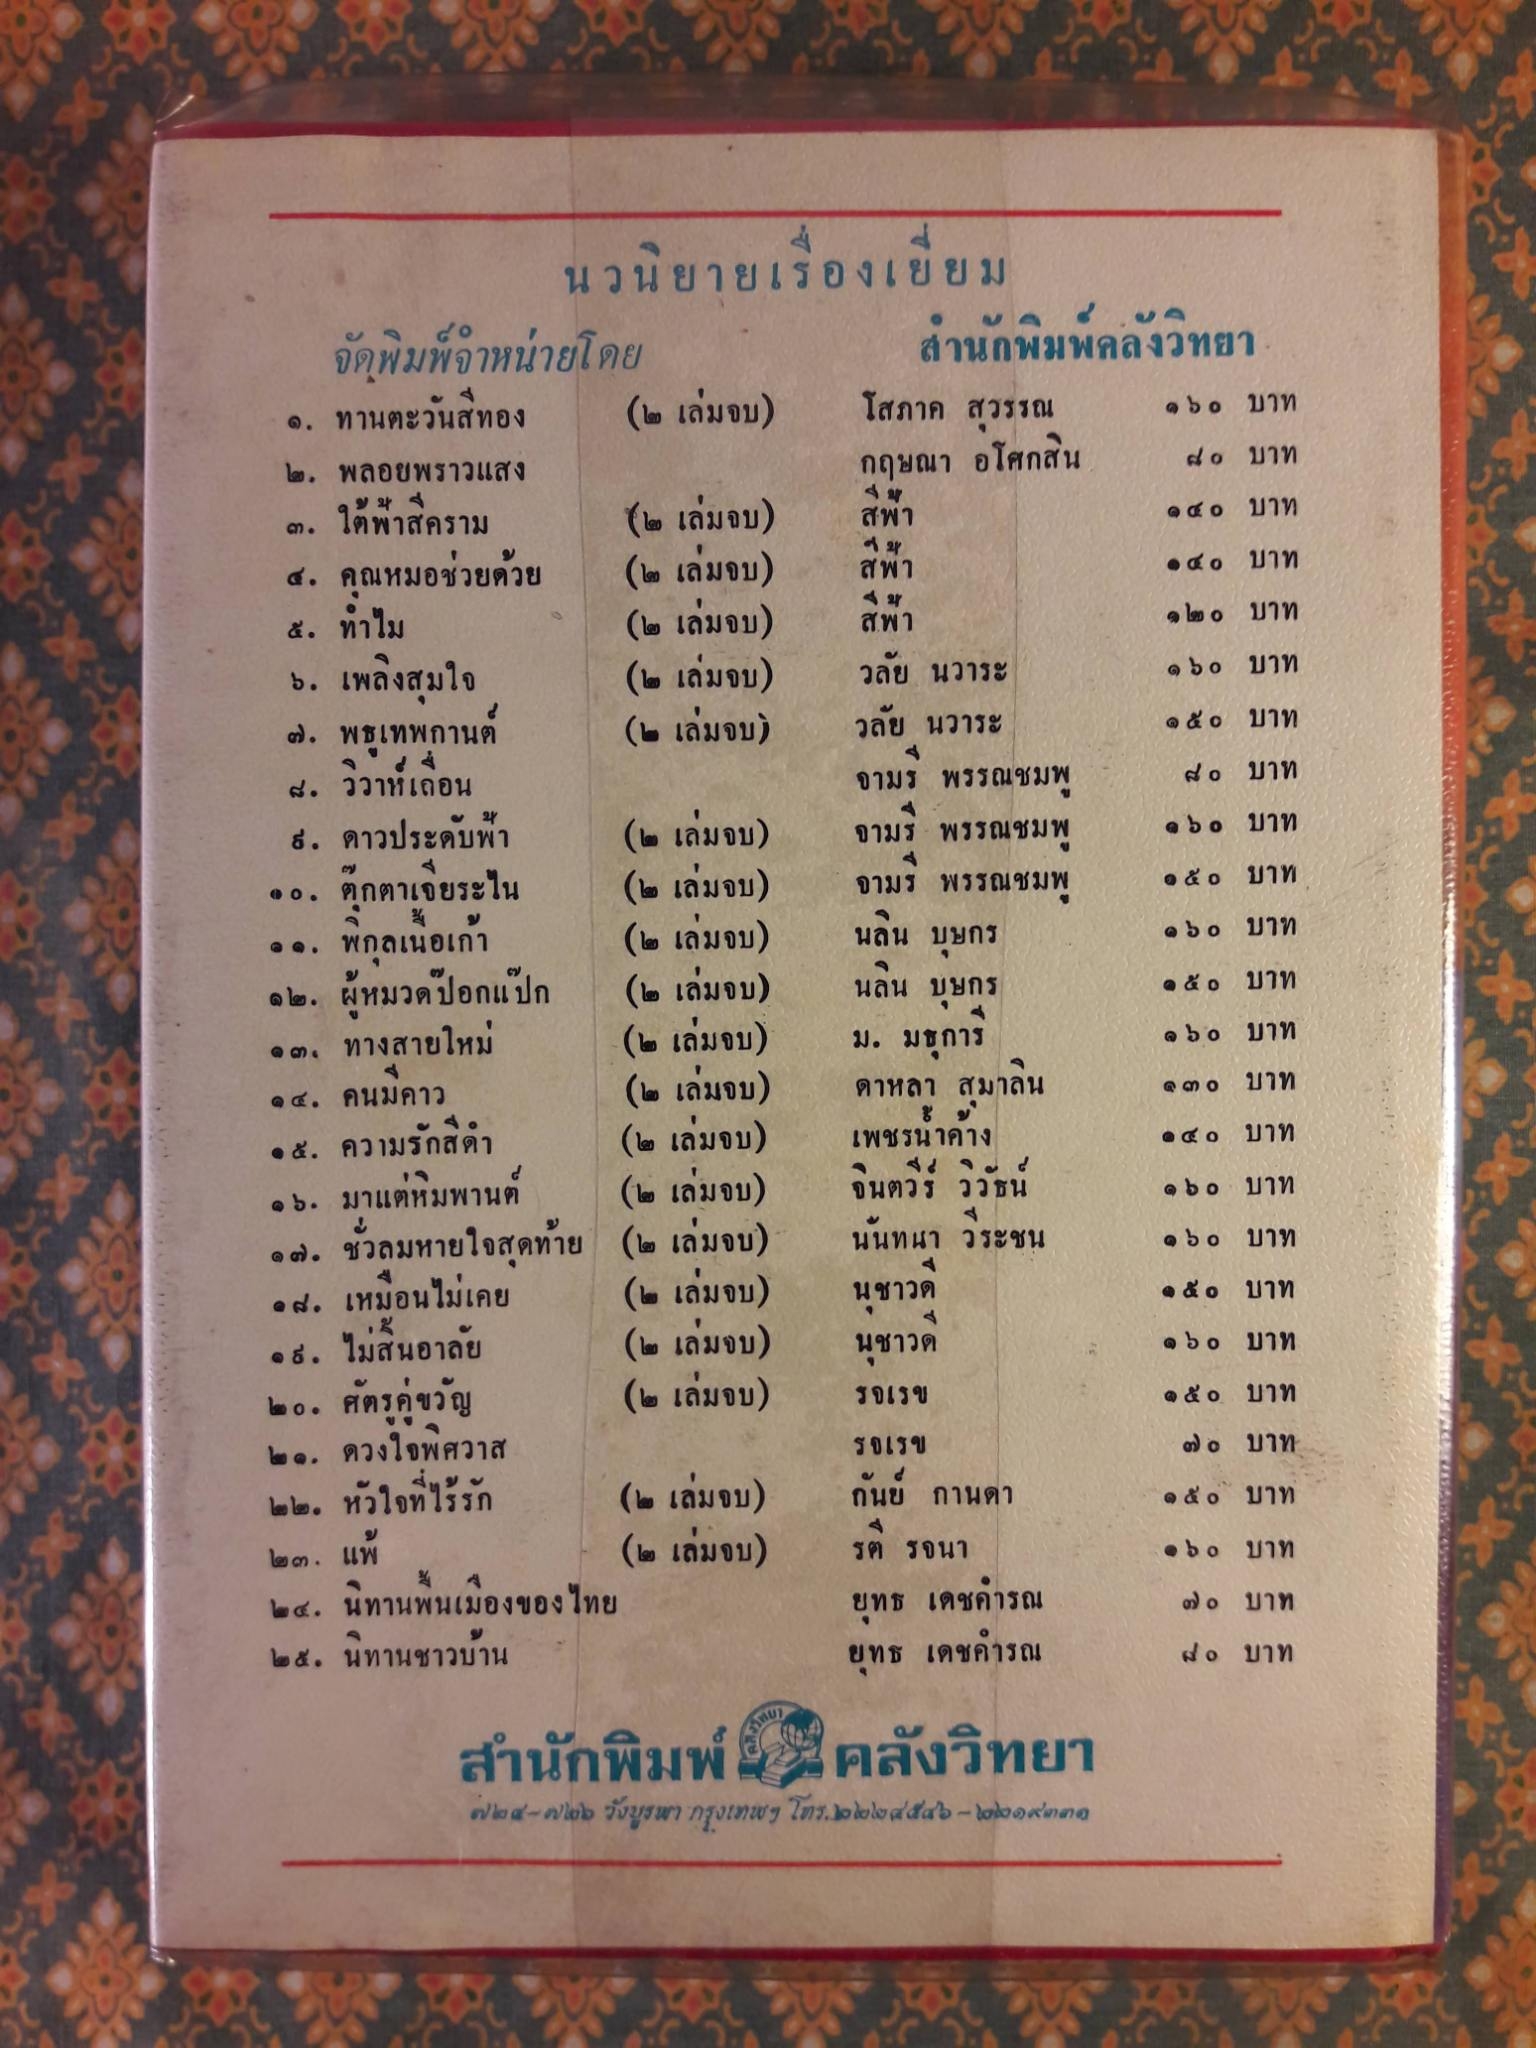 นวนิยายเรื่องเยี่ยม
จัดพิมพ์จำหน่ายโดย สำนักพิมพ์คลังวิทยา
๑. ทานตะวันสีทอง (๒ เล่มจบ) โสภาค สุวรรณ ๑๖๐ บาท
๒. พลอยพราวแสง กฤษณา อโศกสิน ๘๐ บาท
๓. ใต้ฟ้าสีคราม (๒ เล่มจบ) สีฟ้า ๑๔๐ บาท
๔. คุณหมอช่วยด้วย (๒ เล่มจบ) สีฟ้า ๑๔๐ บาท
๕. ทำไม (๒ เล่มจบ) สีฟ้า ๑๒๐ บาท
๖. เพลิงสุมใจ (๒ เล่มจบ) วลัย นวาระ ๑๖๐ บาท
๗. พธูเทพกานต์ (๒ เล่มจบ) วลัย นวาระ ๑๕๐ บาท
๘. วิวาห์เถื่อน จามรี พรรณชมพู ๘๐ บาท
๙. ดาวประดับฟ้า (๒ เล่มจบ) จามรี พรรณชมพู ๑๖๐ บาท
๑๐. ตุ๊กตาเจียระไน (๒ เล่มจบ) จามรี พรรณชมพู ๑๕๐ บาท
๑๑. พิกุลเนื้อเก้า (๒ เล่มจบ) นลิน บุษกร ๑๖๐ บาท
๑๒. ผู้หมวดป๊อกแป๊ก (๒ เล่มจบ) นลิน บุษกร ๑๕๐ บาท
๑๓. ทางสายใหม่ (๒ เล่มจบ) ม. มธุการี ๑๖๐ บาท
๑๔. คนมีคาว (๒ เล่มจบ) ดาหลา สุมาลิน ๑๓๐ บาท
๑๕. ความรักสีดำ (๒ เล่มจบ) เพชรน้ำค้าง ๑๔๐ บาท
๑๖. มาแต่หิมพานต์ (๒ เล่มจบ) จินตวีร์ วิวัธน์ ๑๖๐ บาท
๑๗. ชั่วลมหายใจสุดท้าย (๒ เล่มจบ) นันทนา วีระชน ๑๖๐ บาท
๑๘. เหมือนไม่เคย (๒ เล่มจบ) นุชาวดี ๑๕๐ บาท
๑๙. ไม่สิ้นอาลัย (๒ เล่มจบ) นุชาวดี ๑๖๐ บาท
๒๐. ศัตรูคู่ขวัญ (๒ เล่มจบ) รจเรข ๑๕๐ บาท
๒๑. ดวงใจพิศวาส รจเรข ๗๐ บาท
๒๒. หัวใจที่ไร้รัก (๒ เล่มจบ) กันย์ กานดา ๑๕๐ บาท
๒๓. แพ้ (๒ เล่มจบ) รตี รจนา ๑๖๐ บาท
๒๔. นิทานพื้นเมืองของไทย ยุทธ เดชคำรณ ๗๐ บาท
๒๕. นิทานชาวบ้าน ยุทธ เดชคำรณ ๘๐ บาท
สำนักพิมพ์ คลังวิทยา คลังวิทยา
๗๒๔-๗๒๖ วังบูรพา กรุงเทพฯ โทร.๒๒๒๔๕๔๖-๒๒๑๙๓๓๑